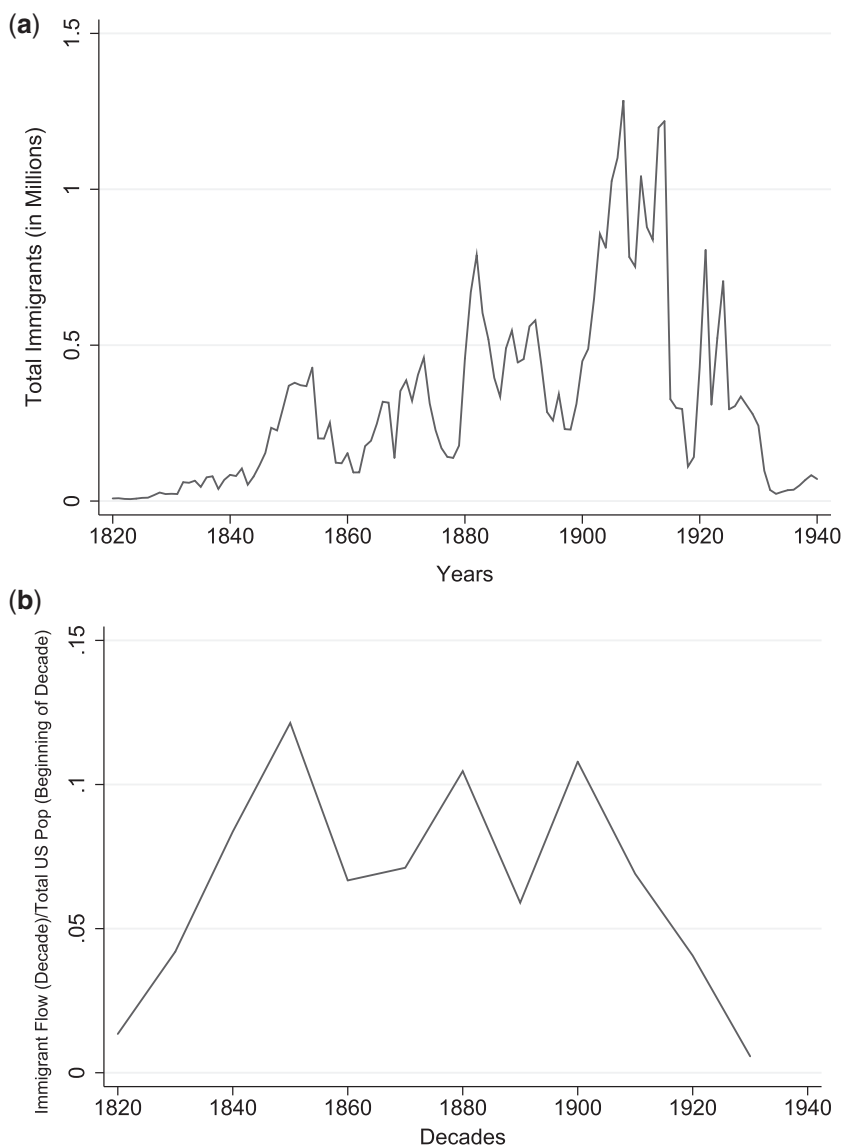 (a)
Total Immigrants (in Millions)
1.5
1
0.5
0
1820 1840 1860 1880 1900 1920 1940
Years
(b)
Immigrant Flow (Decade)/Total US Pop (Beginning of Decade)
.15
.1
.05
0
1820 1840 1860 1880 1900 1920 1940
Decades